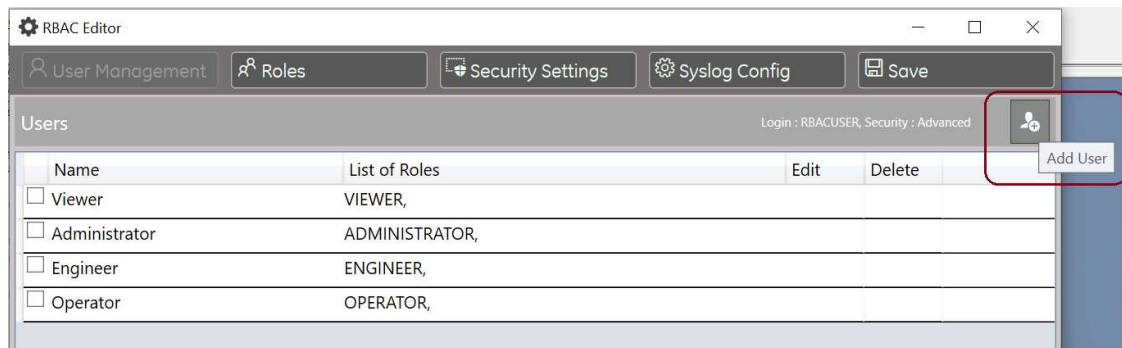 RBAC Editor
User Management Roles Security Settings Syslog Config Save
Users Login : RBACUSER, Security : Advanced
Add User
Name List of Roles Edit Delete
Viewer VIEWER,
Administrator ADMINISTRATOR,
Engineer ENGINEER,
Operator OPERATOR,